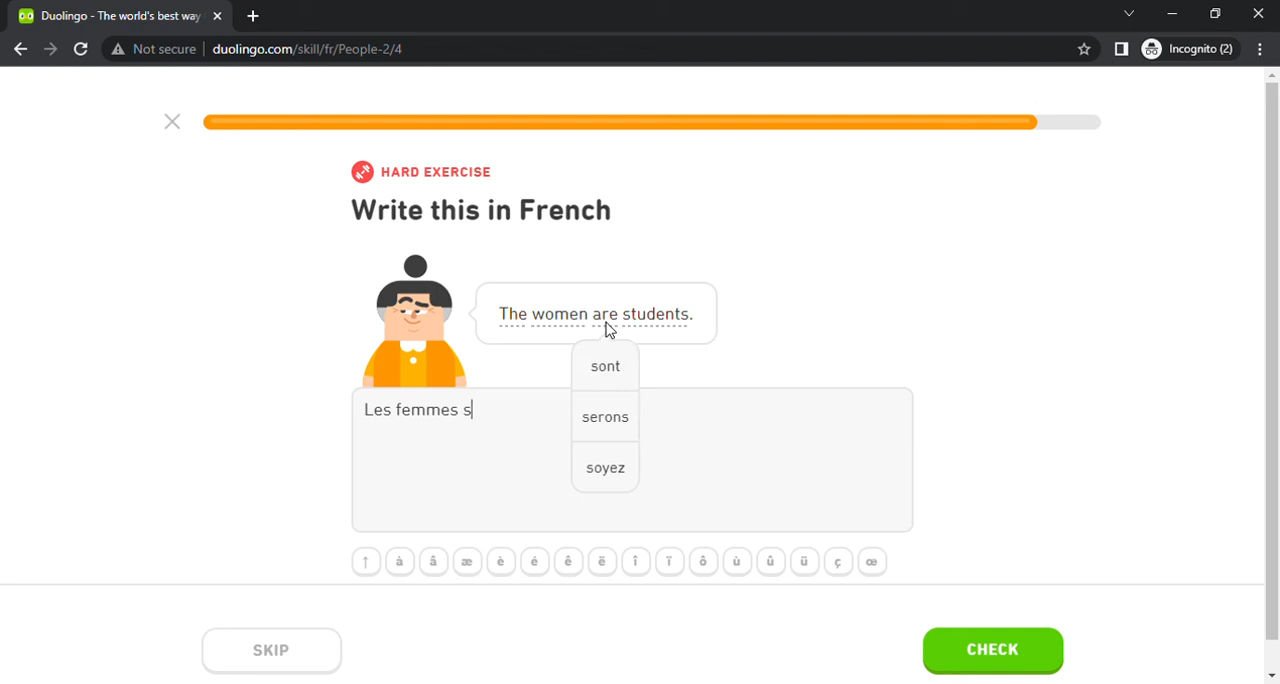 Duolingo - The world's best way
Not secure
duolingo.com/skill/fr/People-2/4
Incognito (2)
HARD EXERCISE
Write this in French
The women are students.
sont
serons
soyez
Les femmes s
↑ à â æ è é ê ë î ï ô ù û ü ç œ
SKIP
CHECK